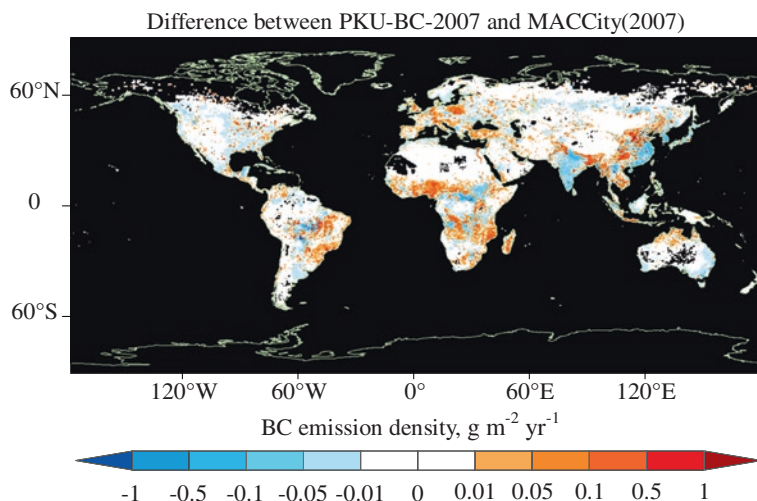 Difference between PKU-BC-2007 and MACCity(2007)
60°N
0
60°S
120°W 60°W 0° 60°E 120°E
BC emission density, g m⁻² yr⁻¹
-1 -0.5 -0.1 -0.05 -0.01 0 0.01 0.05 0.1 0.5 1